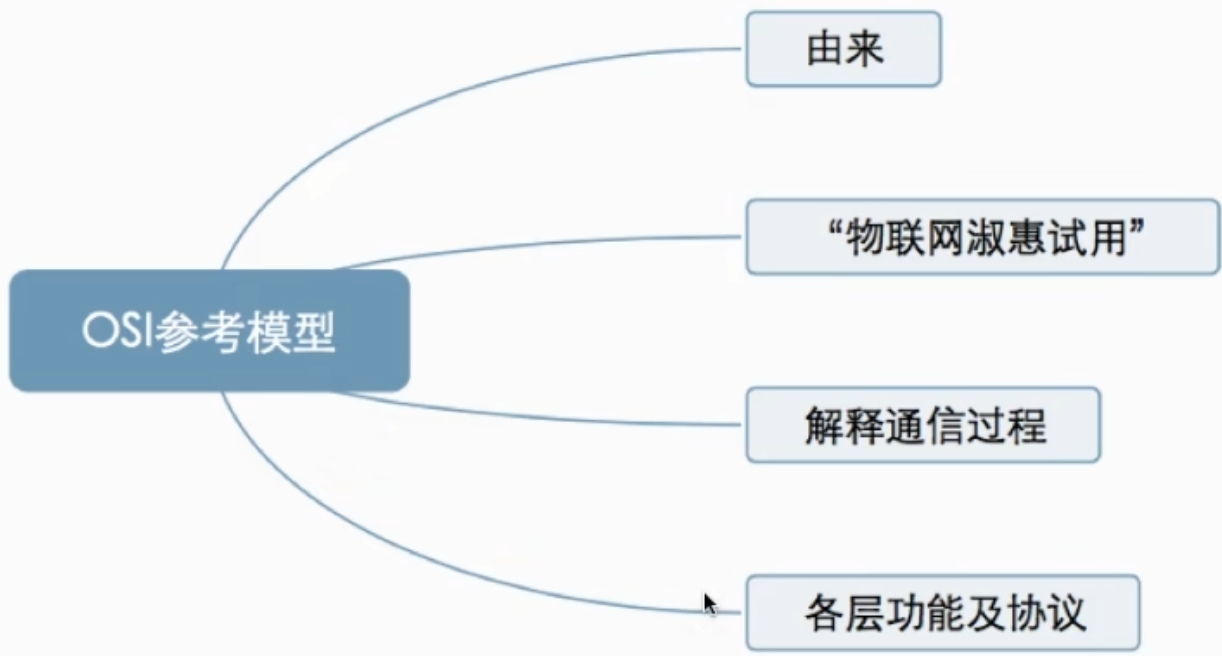 由来
“物联网淑惠试用”
OSI参考模型
解释通信过程
各层功能及协议